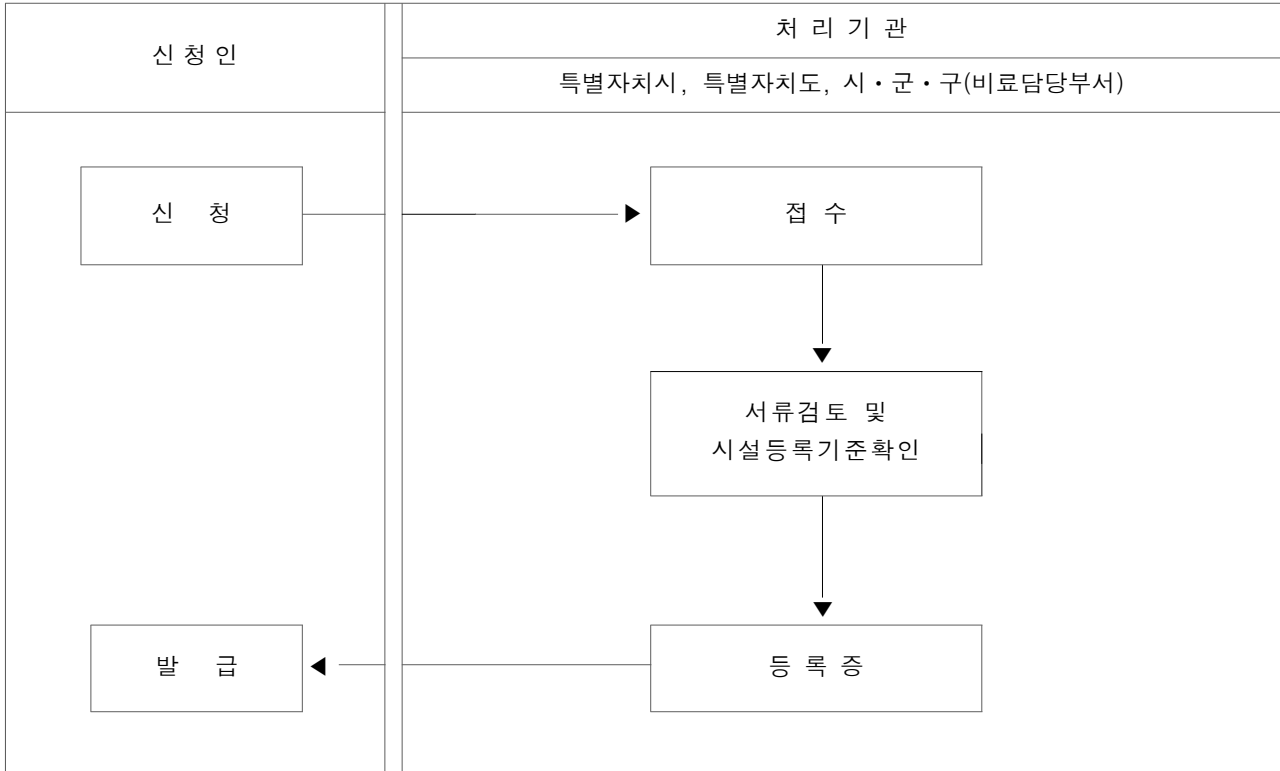 신 청 인
처 리 기 관
특별자치시, 특별자치도, 시・군・구(비료담당부서)
신 청
접 수
서류검토 및
시설등록기준확인
발 급
등 록 증